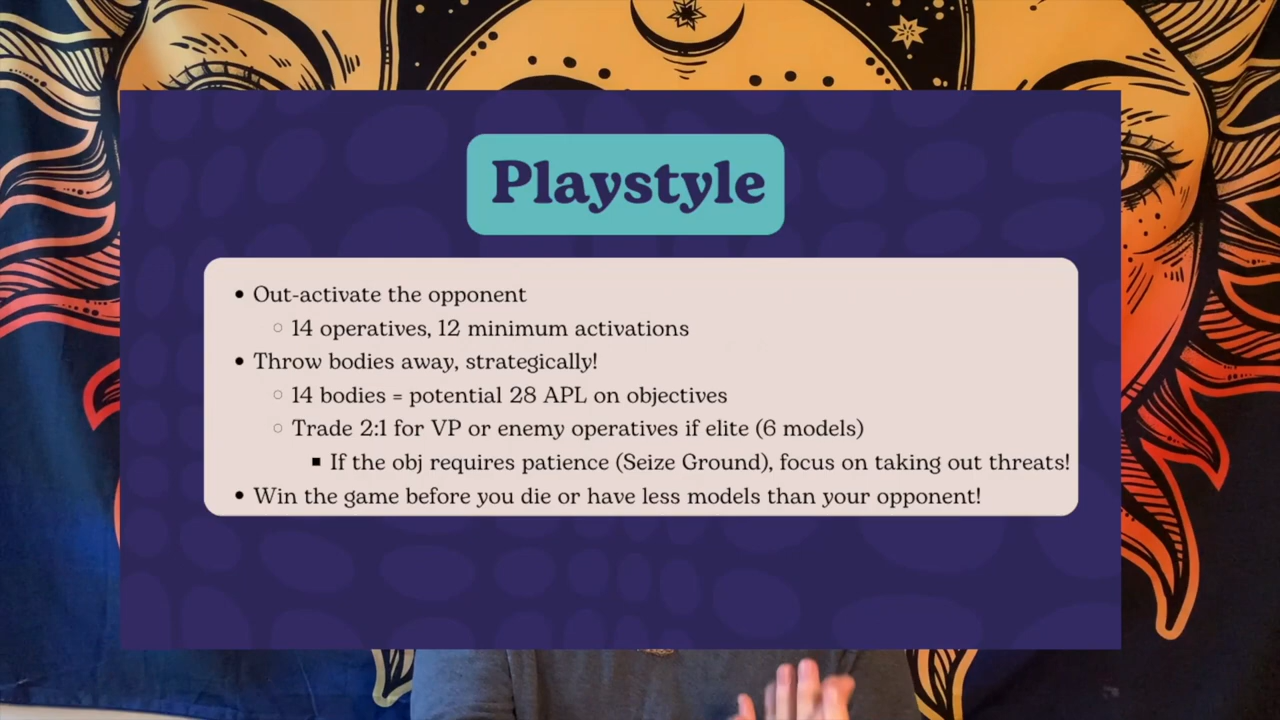 Playstyle
• Out-activate the opponent
○ 14 operatives, 12 minimum activations
• Throw bodies away, strategically!
○ 14 bodies = potential 28 APL on objectives
○ Trade 2:1 for VP or enemy operatives if elite (6 models)
■ If the obj requires patience (Seize Ground), focus on taking out threats!
• Win the game before you die or have less models than your opponent!